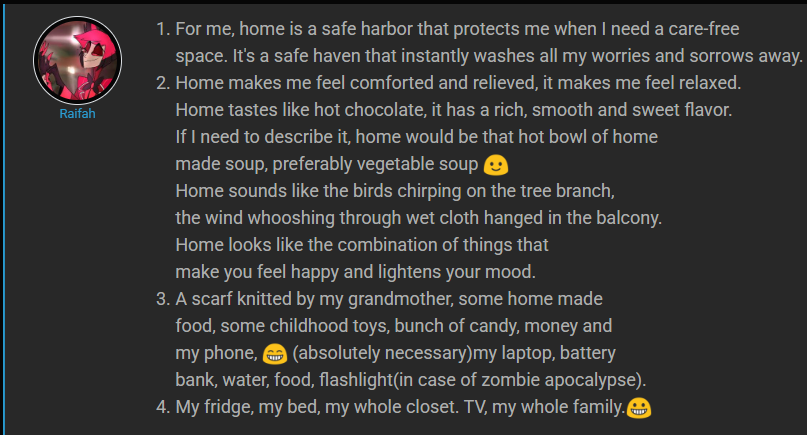 1. For me, home is a safe harbor that protects me when I need a care-free
space. It's a safe haven that instantly washes all my worries and sorrows away.
2. Home makes me feel comforted and relieved, it makes me feel relaxed.
Raifah
Home tastes like hot chocolate, it has a rich, smooth and sweet flavor.
If I need to describe it, home would be that hot bowl of home
made soup, preferably vegetable soup 🙂
Home sounds like the birds chirping on the tree branch,
the wind whooshing through wet cloth hanged in the balcony.
Home looks like the combination of things that
make you feel happy and lightens your mood.
3. A scarf knitted by my grandmother, some home made
food, some childhood toys, bunch of candy, money and
my phone, 😁 (absolutely necessary)my laptop, battery
bank, water, food, flashlight(in case of zombie apocalypse).
4. My fridge, my bed, my whole closet. TV, my whole family.😀